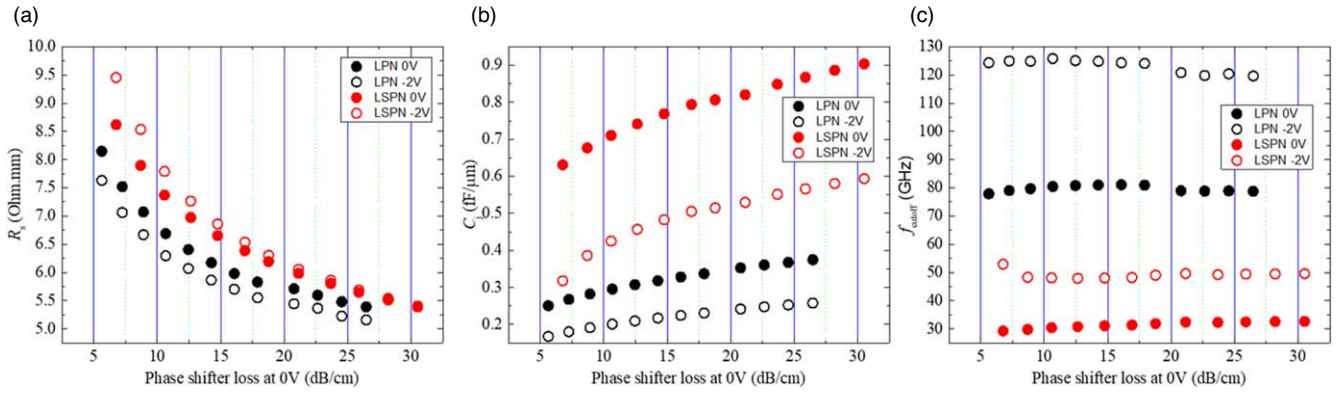 (a)
10.0
9.5
9.0
8.5
8.0
7.5
7.0
6.5
6.0
5.5
5.0
Rs (Ohm.mm)
LPN 0V
LPN -2V
LSPN 0V
LSPN -2V
5 10 15 20 25 30
Phase shifter loss at 0V (dB/cm)
(b)
0.9
0.8
0.7
0.6
0.5
0.4
0.3
0.2
(fF/μm)
LPN 0V
LPN -2V
LSPN 0V
LSPN -2V
5 10 15 20 25 30
Phase shifter loss at 0V (dB/cm)
(c)
130
120
110
100
90
80
70
60
50
40
30
fcutoff (GHz)
LPN 0V
LPN -2V
LSPN 0V
LSPN -2V
5 10 15 20 25 30
Phase shifter loss at 0V (dB/cm)